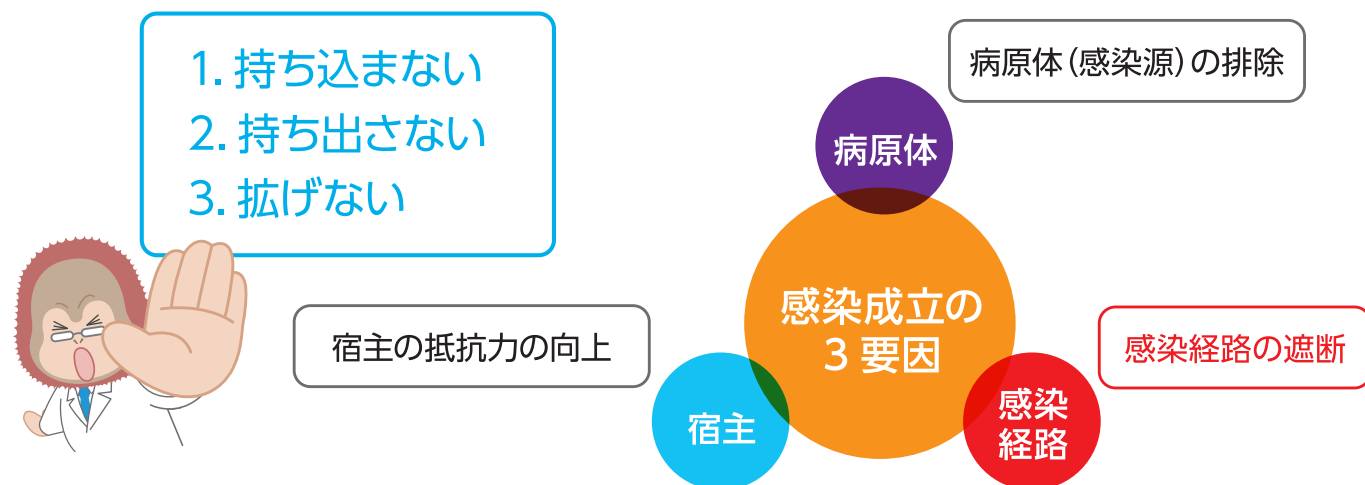 1. 持ち込まない
2. 持ち出さない
3. 拡げない
病原体(感染源)の排除
病原体
感染成立の
3 要因
宿主の抵抗力の向上
感染経路の遮断
宿主
感染
経路